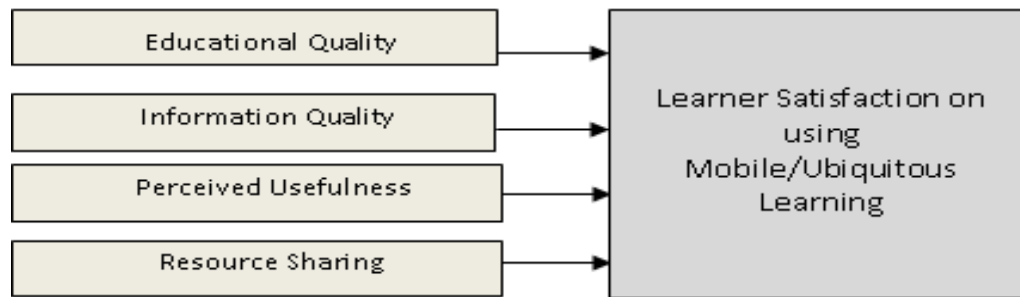 Educational Quality
Information Quality
Perceived Usefulness
Resource Sharing
Learner Satisfaction on
using
Mobile/Ubiquitous
Learning